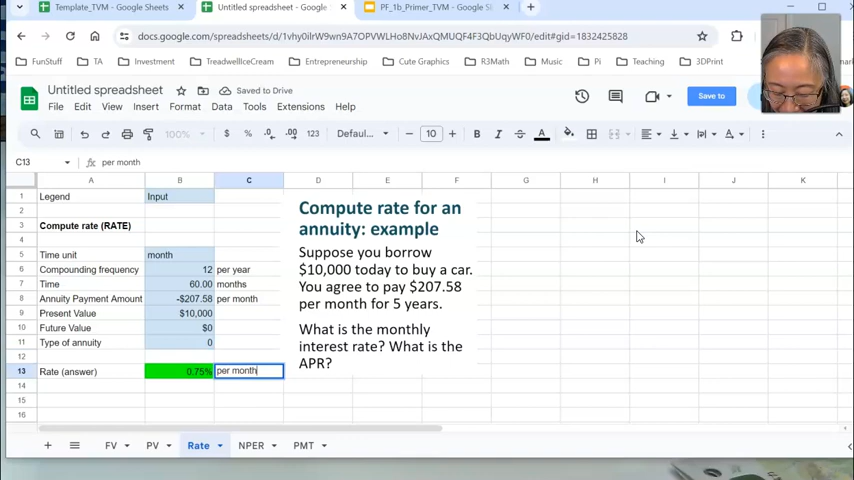 Template_TVM - Google Sheets
Untitled spreadsheet - Google Sheets
PF_1b_Primer_TVM - Google Sl
docs.google.com/spreadsheets/d/1vhy0ilrW9wn9A7OPVWLHo8NvJAxQMUQF4F3QbUqyWF0/edit#gid=1832425808
FunStuff
TA
Investment
TreadwellIceCream
Entrepreneurship
Cute Graphics
R3Math
Music
Pi
Teaching
3DPrint
Untitled spreadsheet
Saved to Drive
File Edit View Insert Format Data Tools Extensions Help
Save to
100%
$ % .0 .00 123
Defaul...
10
B I A
C13
per month
A B C D E F G H I J K
1 Legend Input
2
3 Compute rate (RATE)
4
5 Time unit month
6 Compounding frequency 12 per year
7 Time 60.00 months
8 Annuity Payment Amount -$207.58 per month
9 Present Value $10,000
10 Future Value $0
11 Type of annuity 0
12
13 Rate (answer) 0.75% per month
14
15
16
Compute rate for an
annuity: example
Suppose you borrow
$10,000 today to buy a car.
You agree to pay $207.58
per month for 5 years.
What is the monthly
interest rate? What is the
APR?
FV PV Rate NPER PMT